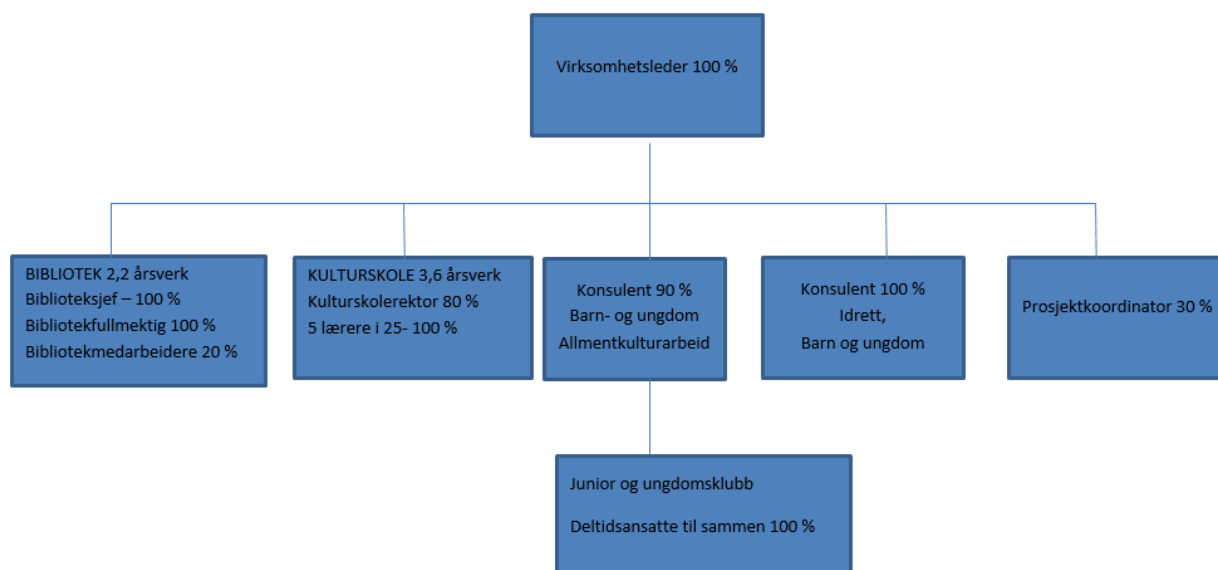 Virksomhetsleder 100 %
BIBLIOTEK 2,2 årsverk
Biblioteksjef – 100 %
Bibliotekfullmektig 100 %
Bibliotekmedarbeidere 20 %
KULTURSKOLE 3,6 årsverk
Kulturskolerektor 80 %
5 lærere i 25- 100 %
Konsulent 90 %
Barn- og ungdom
Allmentkulturarbeid
Konsulent 100 %
Idrett,
Barn og ungdom
Prosjektkoordinator 30 %
Junior og ungdomsklubb
Deltidsansatte til sammen 100 %